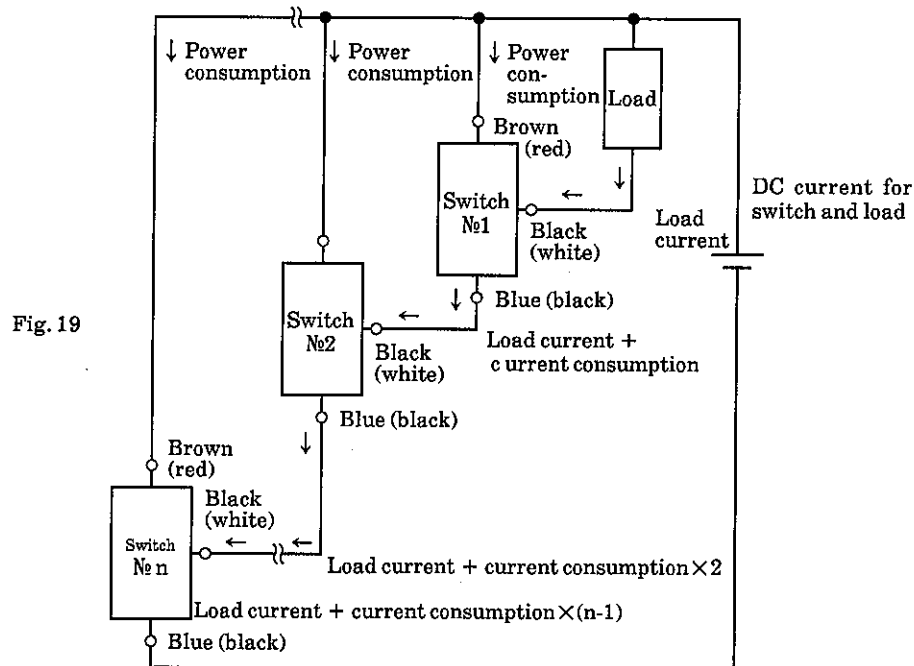 Power
consumption
Power
consumption
Power
con-
sumption
Load
Brown
(red)
Switch
№1
Black
(white)
Load
current
DC current for
switch and load
Blue (black)
Fig. 19
Switch
№2
Black
(white)
Load current +
c urrent consumption
Blue (black)
Brown
(red)
Black
(white)
Switch
№ n
Load current + current consumption×2
Load current + current consumption×(n-1)
Blue (black)